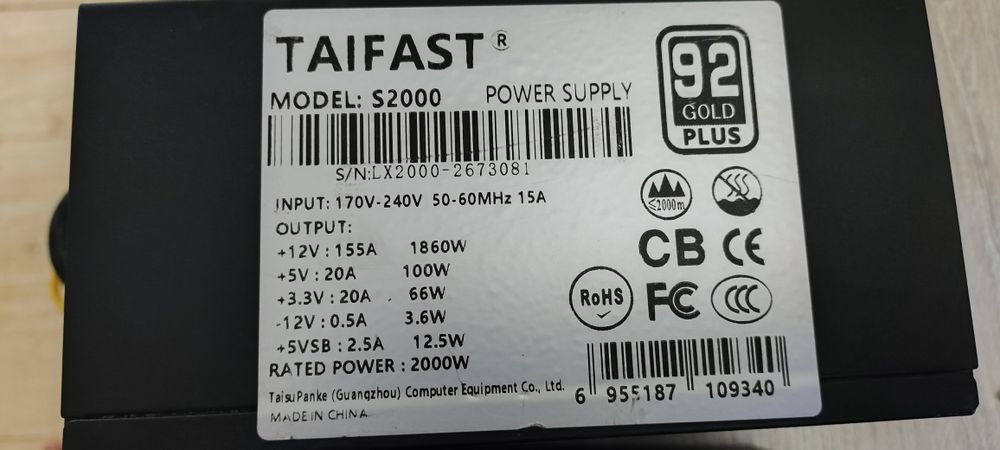 TAIFAST ®
MODEL: S2000 POWER SUPPLY
92
GOLD
PLUS
S/N:LX2000-2673081
≤2000m
INPUT: 170V-240V 50-60MHz 15A
OUTPUT:
+12V : 155A 1860W
+5V : 20A 100W
+3.3V : 20A . 66W
-12V : 0.5A 3.6W
+5VSB : 2.5A 12.5W
RATED POWER : 2000W
CB CE
RoHS FC CCC
TaisuPanke (Guangzhou) Computer Equipment Co., Ltd.
MADE IN CHINA
6 955187 109340